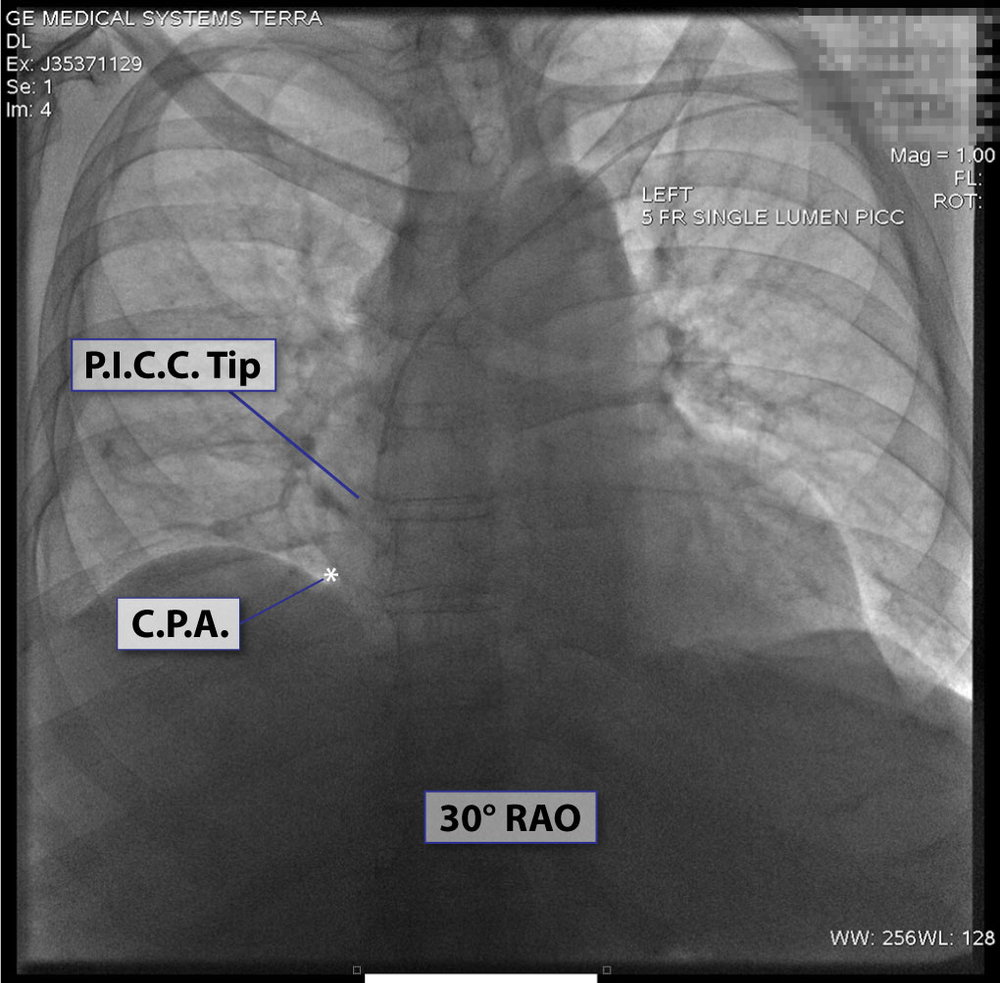 GE MEDICAL SYSTEMS TERRA
DL
Ex: J35371129
Se: 1
Im: 4
Mag = 1.00
FL:
ROT:
LEFT
5 FR SINGLE LUMEN PICC
P.I.C.C. Tip
*
C.P.A.
30° RAO
WW: 256WL: 128